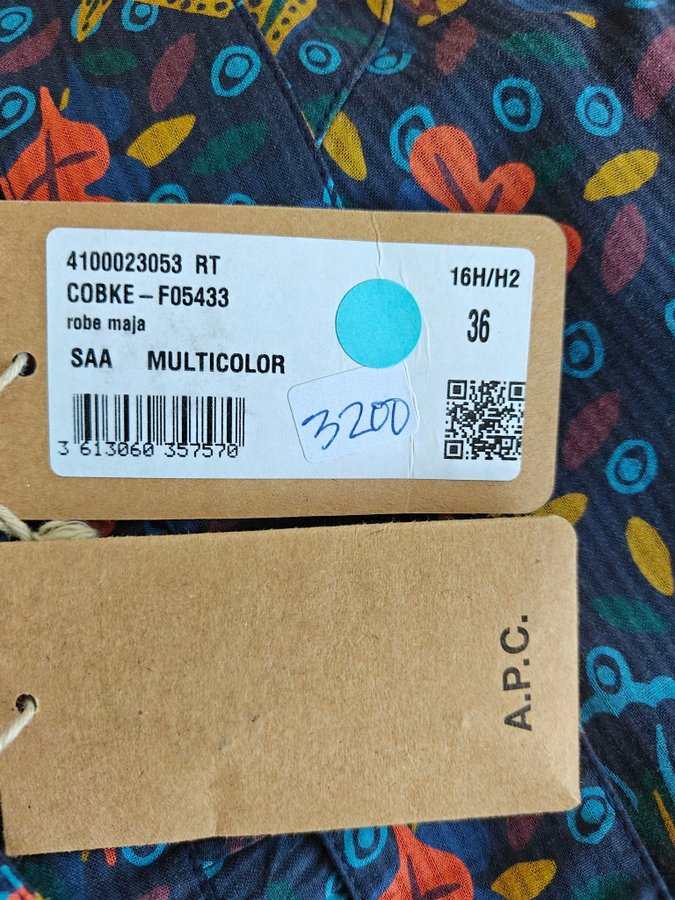 4100023053 RT
16H/H2
COBKE-F05433
36
robe maja
SAA MULTICOLOR
3200
3 613060 357570
A.P.C.